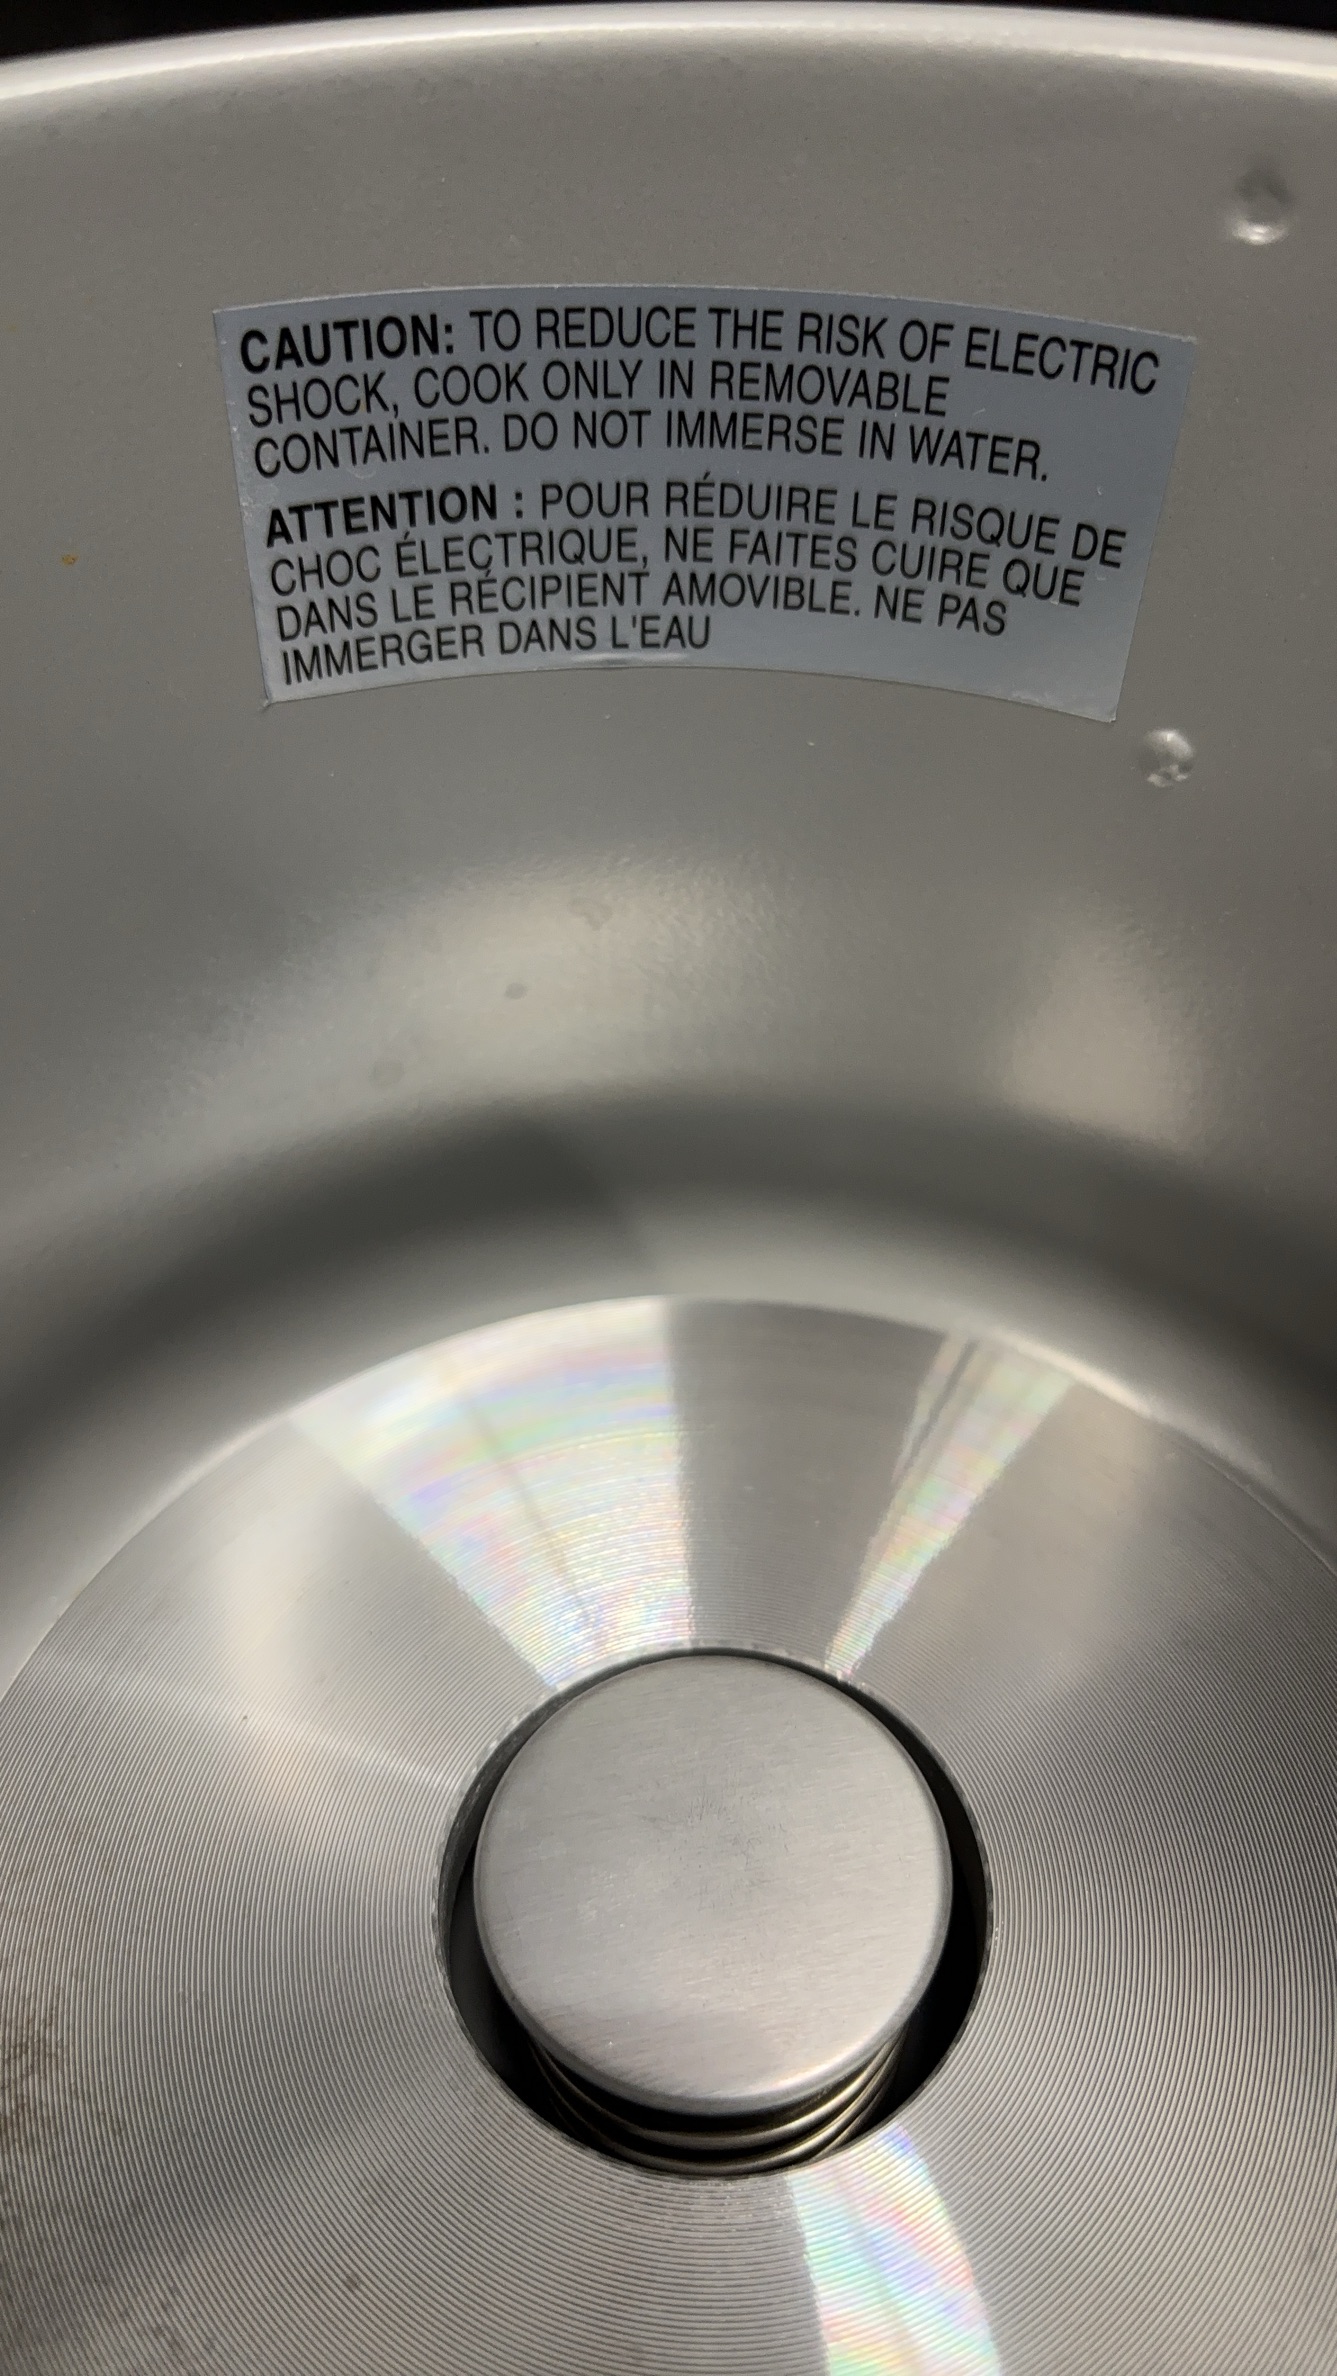 CAUTION: TO REDUCE THE RISK OF ELECTRIC
SHOCK, COOK ONLY IN REMOVABLE
CONTAINER. DO NOT IMMERSE IN WATER.
ATTENTION : POUR RÉDUIRE LE RISQUE DE
CHOC ÉLECTRIQUE, NE FAITES CUIRE QUE
DANS LE RÉCIPIENT AMOVIBLE. NE PAS
IMMERGER DANS L'EAU